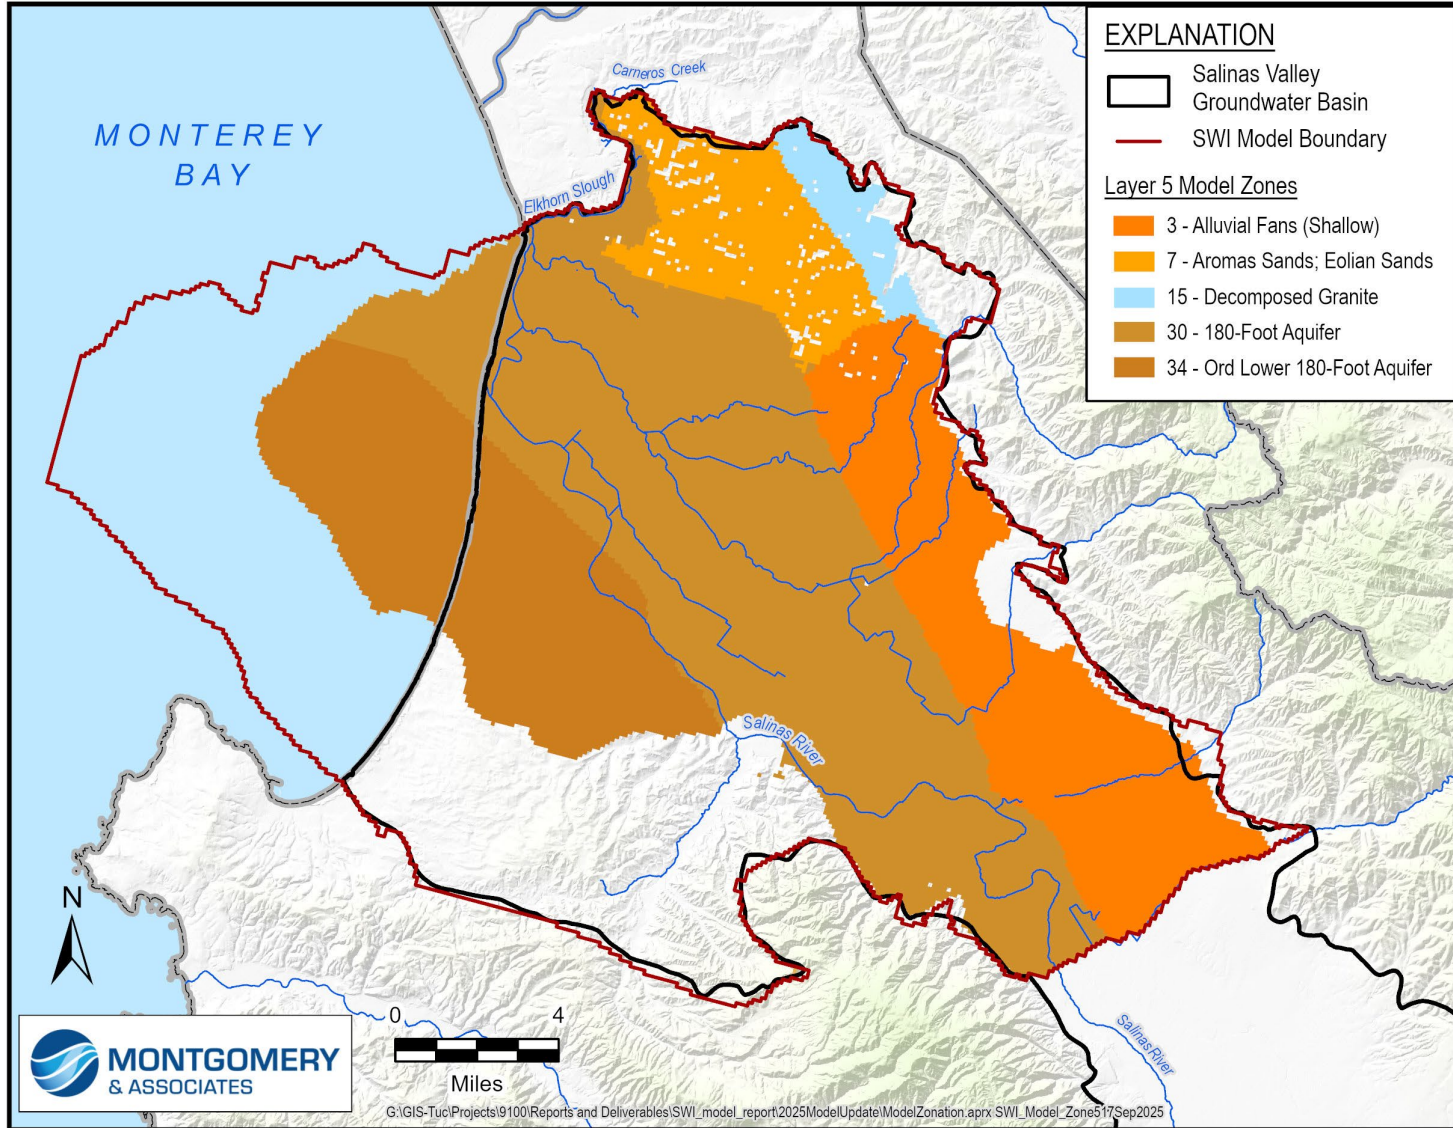 EXPLANATION
Salinas Valley
Groundwater Basin
SWI Model Boundary
Layer 5 Model Zones
3 - Alluvial Fans (Shallow)
7 - Aromas Sands; Eolian Sands
15 - Decomposed Granite
30 - 180-Foot Aquifer
34 - Ord Lower 180-Foot Aquifer
Carneros Creek
MONTEREY
BAY
Elkhorn Slough
Salinas River
N
0 4
Miles
Salinas River
MONTGOMERY
& ASSOCIATES
G:\GIS-Tuc\Projects\9100\Reports and Deliverables\SWI_model_report\2025ModelUpdate\ModelZonation.aprx SWI_Model_Zone517Sep2025